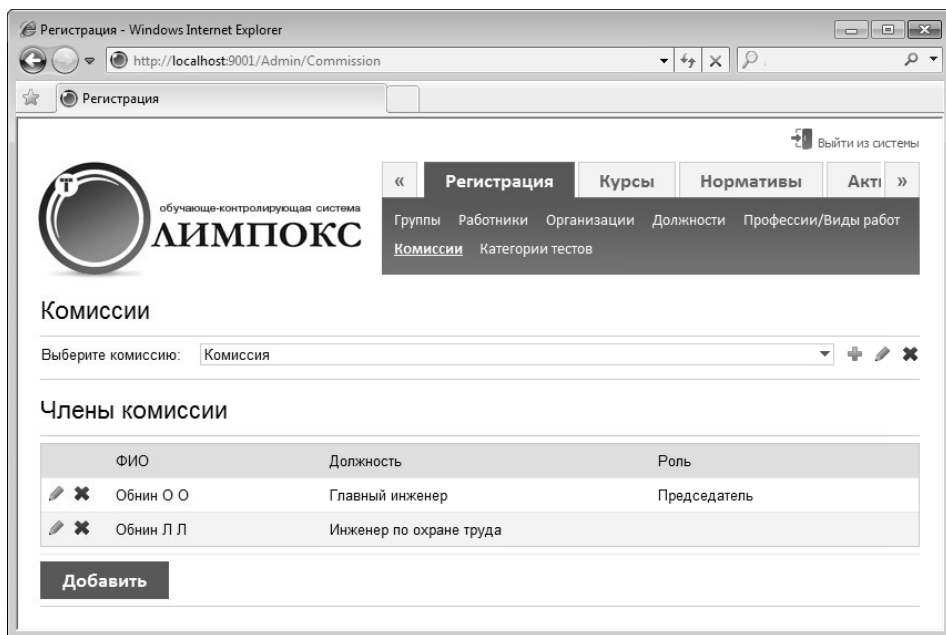 Регистрация - Windows Internet Explorer
http://localhost:9001/Admin/Commission
Регистрация
Выйти из системы
« Регистрация Курсы Нормативы Акті »
обучающе-контролирующая система
ЛИМПОКС
Группы Работники Организации Должности Профессии/Виды работ
Комиссии Категории тестов
Комиссии
Выберите комиссию: Комиссия
Члены комиссии
ФИО Должность Роль
Обнин О О Главный инженер Председатель
Обнин Л Л Инженер по охране труда
Добавить